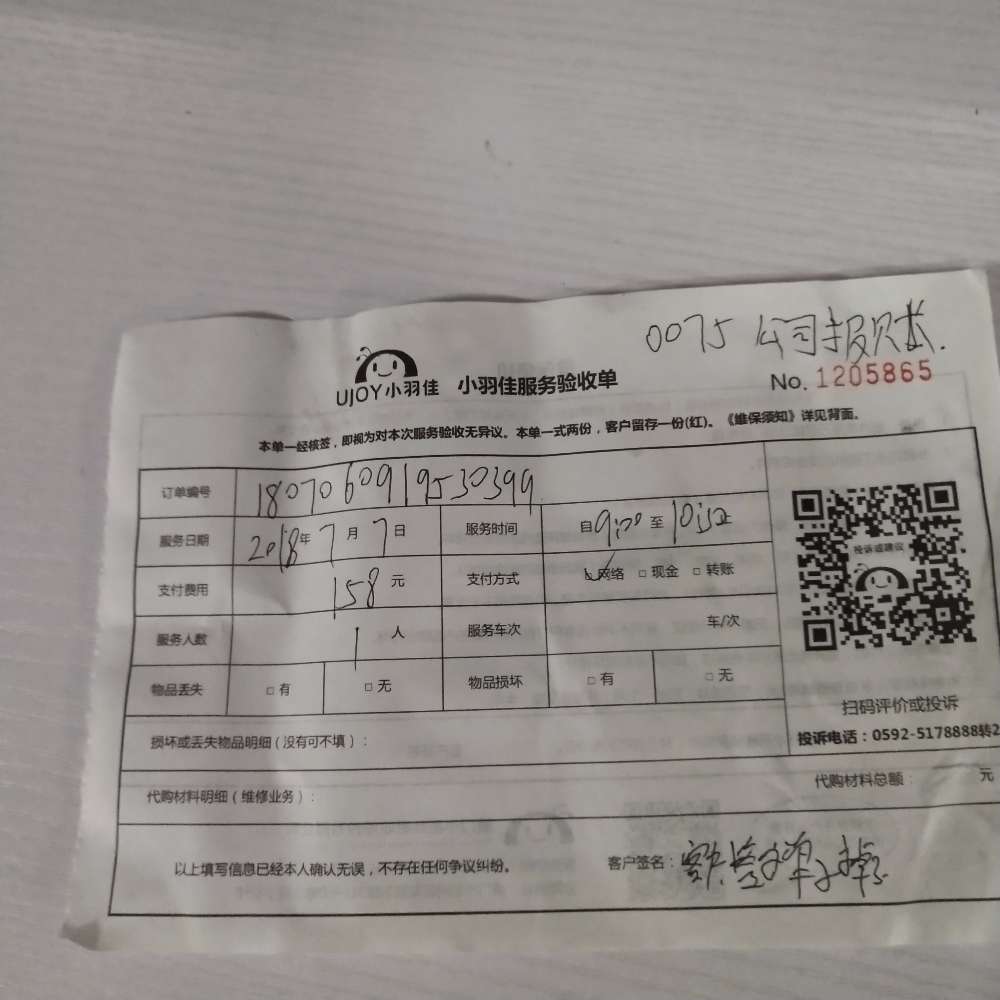 0075 公司报账.
UJOY小羽佳 小羽佳服务验收单
No. 1205865
本单一经核签，即视为对本次服务验收无异议。本单一式两份，客户留存一份(红)。《维保须知》详见背面。
订单编号 1807060919530399
服务日期 2018年7月7日 服务时间 自9:00至
支付费用 158元 支付方式 网络 □现金 □转账
服务人数 1人 服务车次 车/次
物品丢失 □有 □无 物品损坏 □有 □无
投诉或建议
扫码评价或投诉
投诉电话：0592-5178888转2
损坏或丢失物品明细（没有可不填）：
代购材料明细（维修业务）： 代购材料总额： 元
以上填写信息已经本人确认无误，不存在任何争议纠纷。 客户签名：